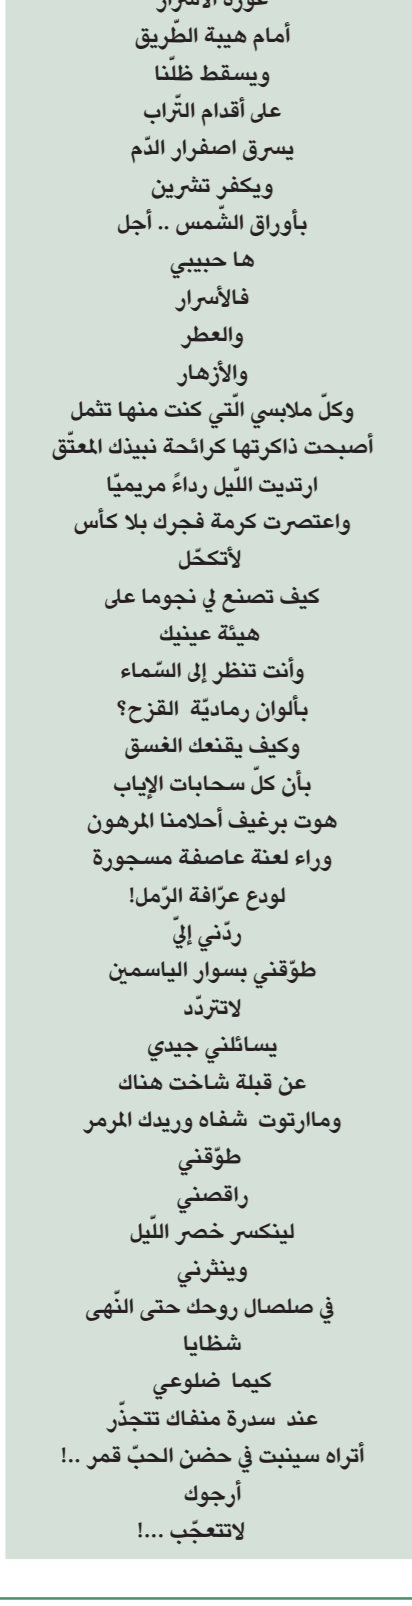 عورة الأسرار
أمام هيبة الطّريق
ويسقط ظلّنا
على أقدام التّراب
يسرق اصفرار الدّم
ويكفر تشرين
بأوراق الشّمس .. أجل
ها حبيبي
فالأسرار
والعطر
والأزهار
وكلّ ملابسي الّتي كنت منها تثمل
أصبحت ذاكرتها كرائحة نبيذك المعتّق
ارتديت اللّيل رداءً مريميّا
واعتصرت كرمة فجرك بلا كأس
لأتكحّل
كيف تصنع لي نجوما على
هيئة عينيك
وأنت تنظر إلى السّماء
بألوان رماديّة القزح؟
وكيف يقنعك الغسق
بأن كلّ سحابات الإياب
هوت برغيف أحلامنا المرهون
وراء لعنة عاصفة مسجورة
لودع عرّافة الرّمل!
ردّني إليّ
طوّقني بسوار الياسمين
لاتتردّد
يسائلني جيدي
عن قبلة شاخت هناك
وماارتوت شفاه وريدك المرمر
طوّقني
راقصني
لينكسر خصر اللّيل
وينثرني
في صلصال روحك حتى النّهى
شظايا
كيما ضلوعي
عند سدرة منفاك تتجذّر
أتراه سينبت في حضن الحبّ قمر ..!
أرجوك
لاتتعجّب ...!